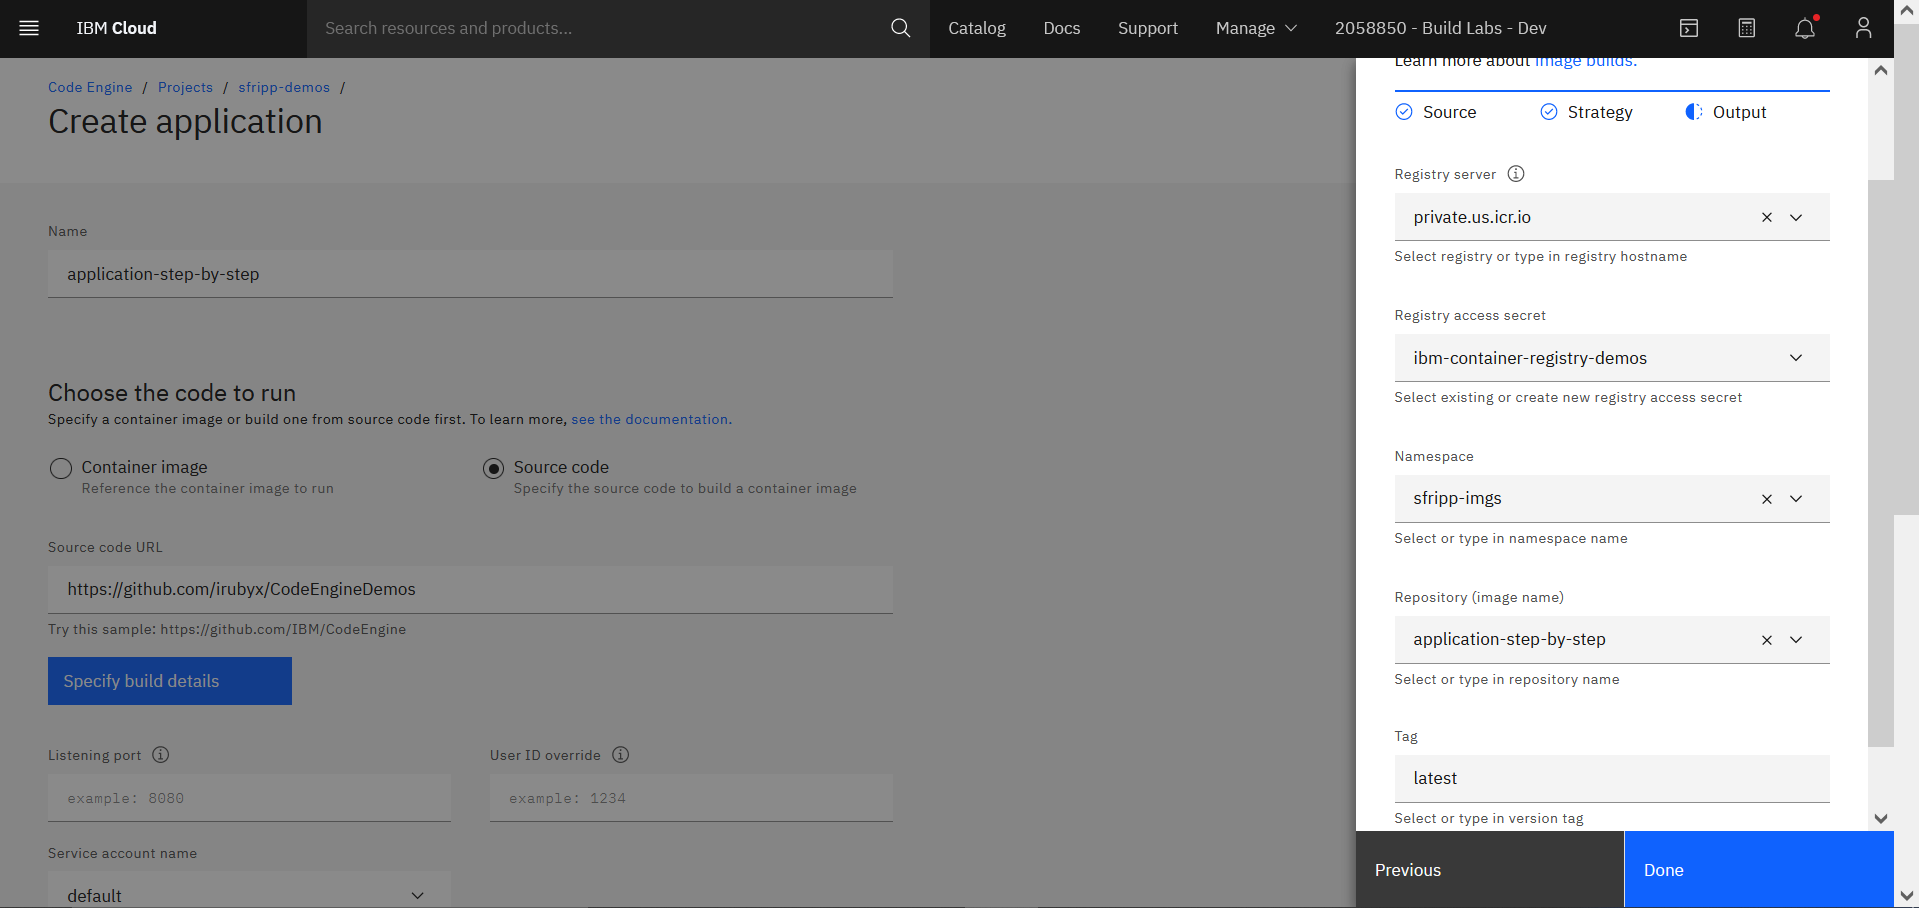 IBM Cloud
Search resources and products...
Catalog
Docs
Support
Manage
2058850 - Build Labs - Dev
Code Engine / Projects / sfripp-demos /
Create application
Name
application-step-by-step
Choose the code to run
Specify a container image or build one from source code first. To learn more, see the documentation.
Container image
Reference the container image to run
Source code
Specify the source code to build a container image
Source code URL
https://github.com/irubyx/CodeEngineDemos
Try this sample: https://github.com/IBM/CodeEngine
Specify build details
Listening port
example: 8080
User ID override
example: 1234
Service account name
default
Learn more about image builds.
Source
Strategy
Output
Registry server
private.us.icr.io
Select registry or type in registry hostname
Registry access secret
ibm-container-registry-demos
Select existing or create new registry access secret
Namespace
sfripp-imgs
Select or type in namespace name
Repository (image name)
application-step-by-step
Select or type in repository name
Tag
latest
Select or type in version tag
Previous
Done